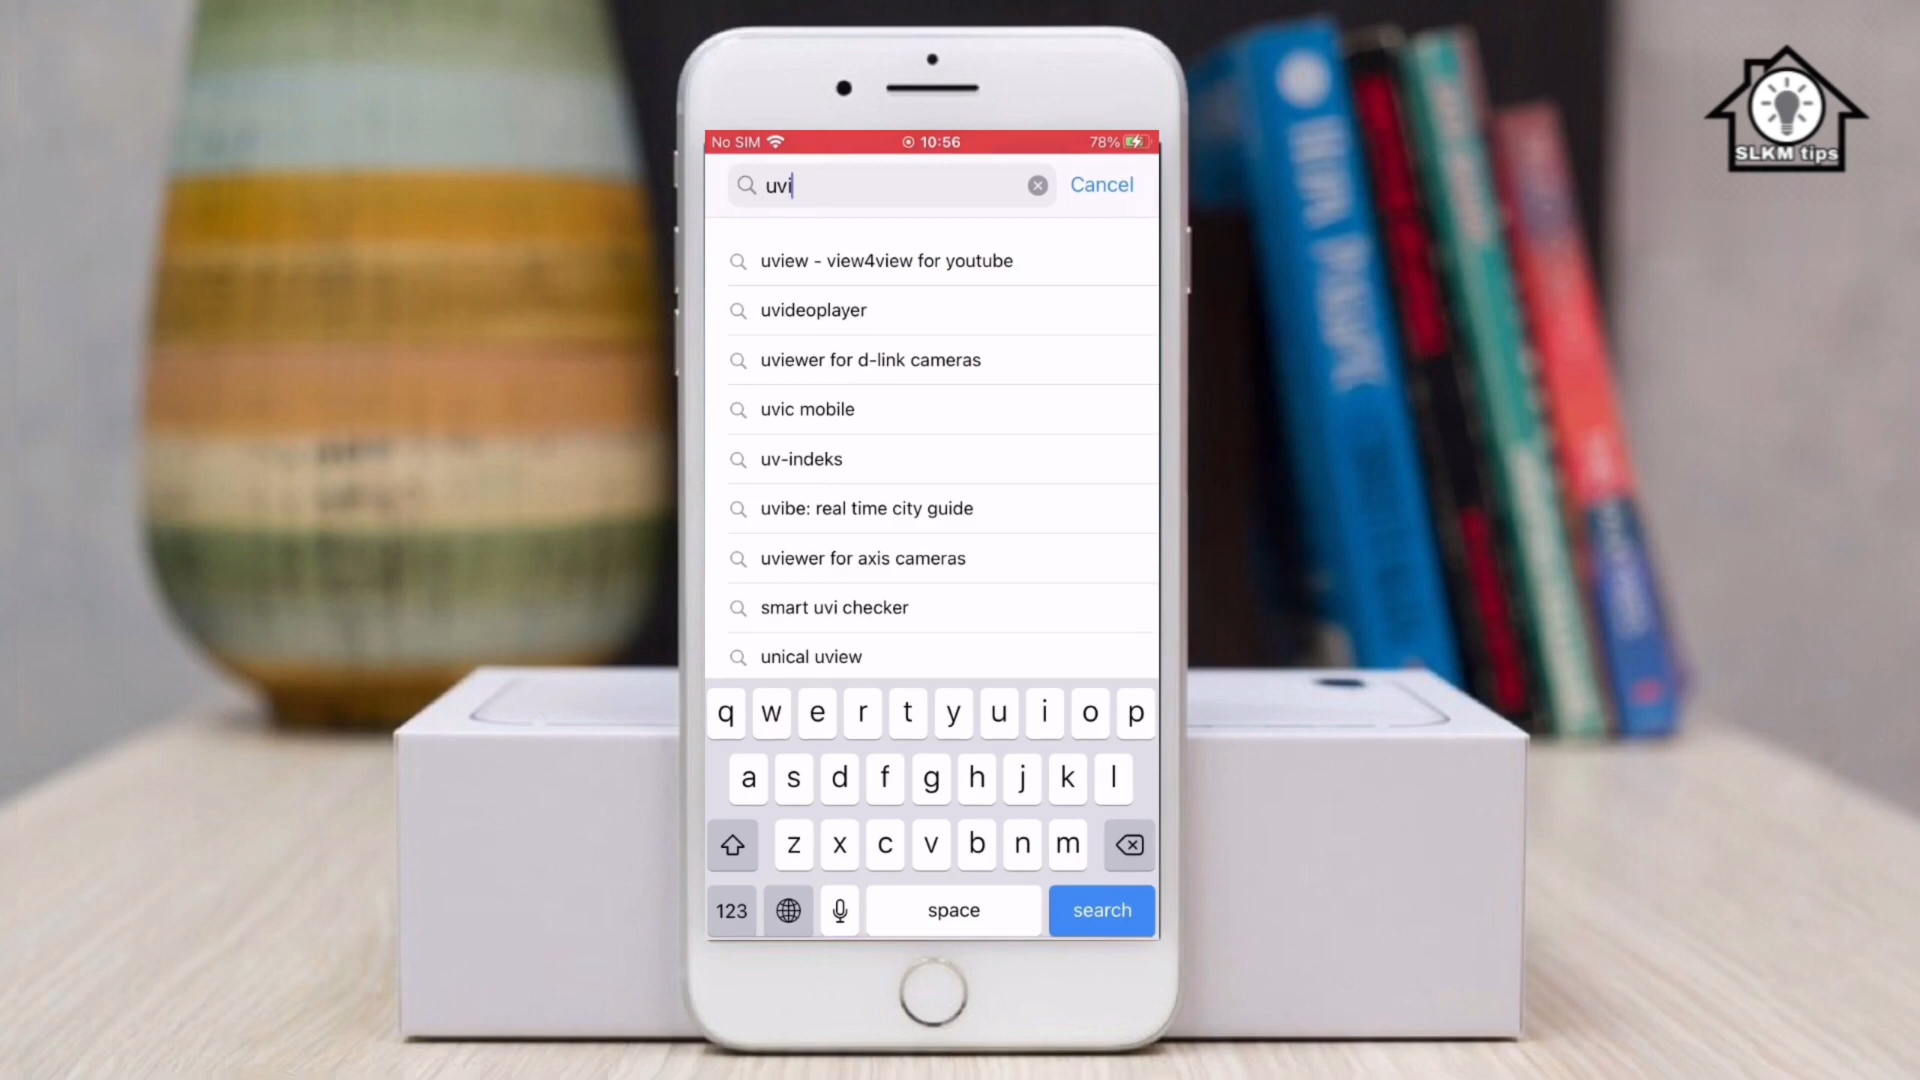 SLKM tips
No SIM 10:56 78%
uvi Cancel
uview - view4view for youtube
uvideoplayer
uviewer for d-link cameras
uvic mobile
uv-indeks
uvibe: real time city guide
uviewer for axis cameras
smart uvi checker
unical uview
q w e r t y u i o p
a s d f g h j k l
z x c v b n m
123 space search